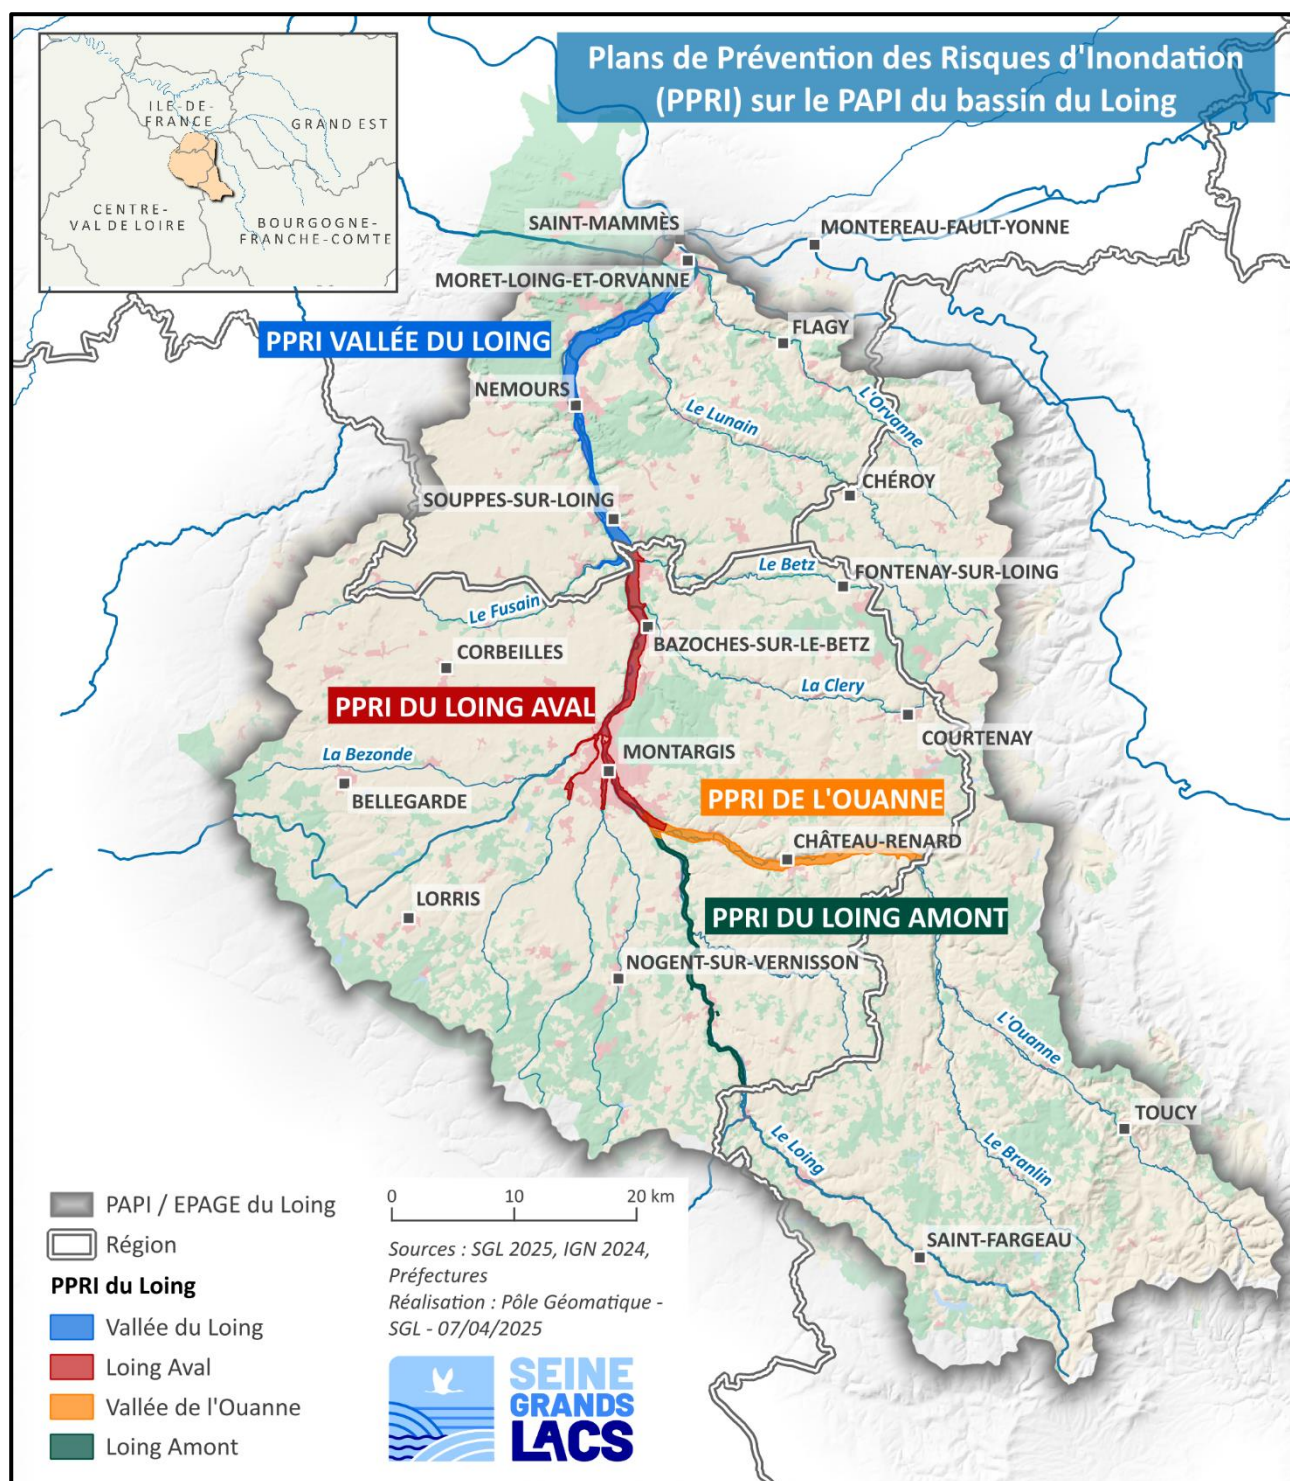 Plans de Prévention des Risques d'Inondation
(PPRI) sur le PAPI du bassin du Loing
ILE-DE-
FRANCE
GRAND EST
CENTRE-
VAL DE LOIRE
BOURGOGNE-
FRANCHE-COMTE
SAINT-MAMMÈS
MONTEREAU-FAULT-YONNE
MORET-LOING-ET-ORVANNE
PPRI VALLÉE DU LOING
FLAGY
NEMOURS
Le Lunain
L'Orvanne
CHÉROY
SOUPPES-SUR-LOING
Le Betz
FONTENAY-SUR-LOING
Le Fusain
CORBEILLES
BAZOCHES-SUR-LE-BETZ
La Clery
PPRI DU LOING AVAL
COURTENAY
La Bezonde
MONTARGIS
BELLEGARDE
PPRI DE L'OUANNE
CHÂTEAU-RENARD
LORRIS
PPRI DU LOING AMONT
NOGENT-SUR-VERNISSON
L'Ouanne
TOUCY
Le Loing
Le Branlin
SAINT-FARGEAU
PAPI / EPAGE du Loing
Région
PPRI du Loing
Vallée du Loing
Loing Aval
Vallée de l'Ouanne
Loing Amont
0 10 20 km
Sources : SGL 2025, IGN 2024,
Préfectures
Réalisation : Pôle Géomatique -
SGL - 07/04/2025
SEINE
GRANDS
LACS